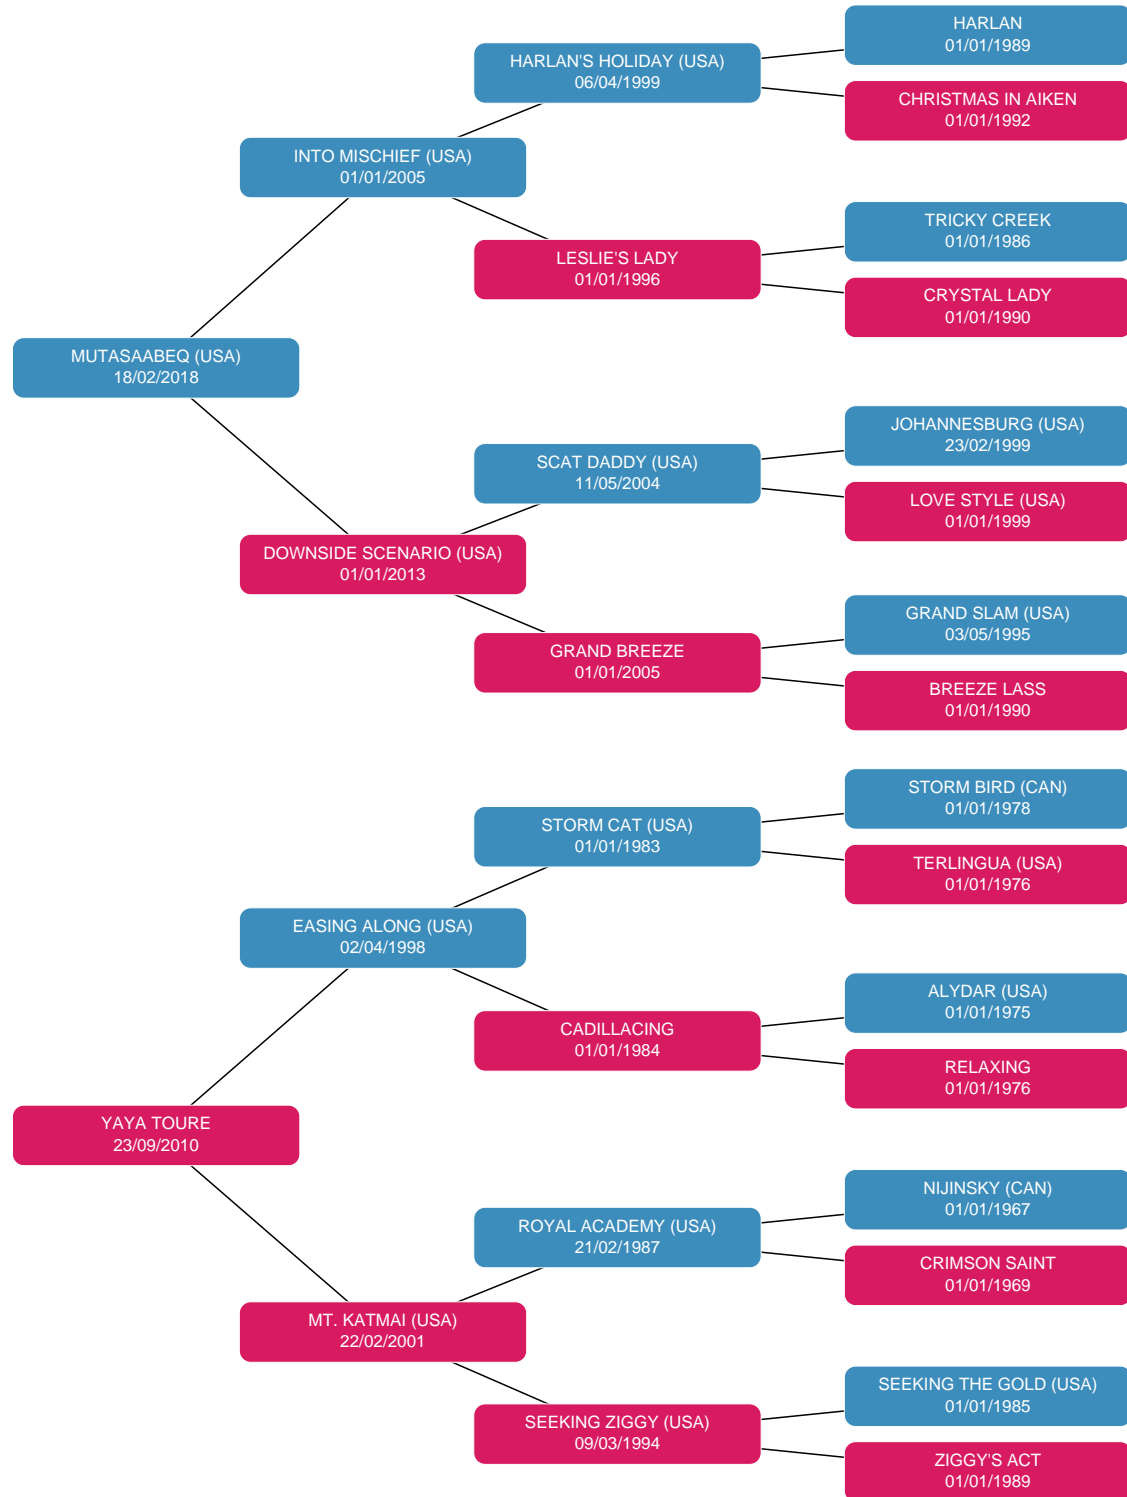 HARLAN
01/01/1989
HARLAN'S HOLIDAY (USA)
06/04/1999
CHRISTMAS IN AIKEN
01/01/1992
INTO MISCHIEF (USA)
01/01/2005
TRICKY CREEK
01/01/1986
LESLIE'S LADY
01/01/1996
CRYSTAL LADY
01/01/1990
MUTASAABEQ (USA)
18/02/2018
JOHANNESBURG (USA)
23/02/1999
SCAT DADDY (USA)
11/05/2004
LOVE STYLE (USA)
01/01/1999
DOWNSIDE SCENARIO (USA)
01/01/2013
GRAND SLAM (USA)
03/05/1995
GRAND BREEZE
01/01/2005
BREEZE LASS
01/01/1990
STORM BIRD (CAN)
01/01/1978
STORM CAT (USA)
01/01/1983
TERLINGUA (USA)
01/01/1976
EASING ALONG (USA)
02/04/1998
ALYDAR (USA)
01/01/1975
CADILLACING
01/01/1984
RELAXING
01/01/1976
YAYA TOURE
23/09/2010
NIJINSKY (CAN)
01/01/1967
ROYAL ACADEMY (USA)
21/02/1987
CRIMSON SAINT
01/01/1969
MT. KATMAI (USA)
22/02/2001
SEEKING THE GOLD (USA)
01/01/1985
SEEKING ZIGGY (USA)
09/03/1994
ZIGGY'S ACT
01/01/1989